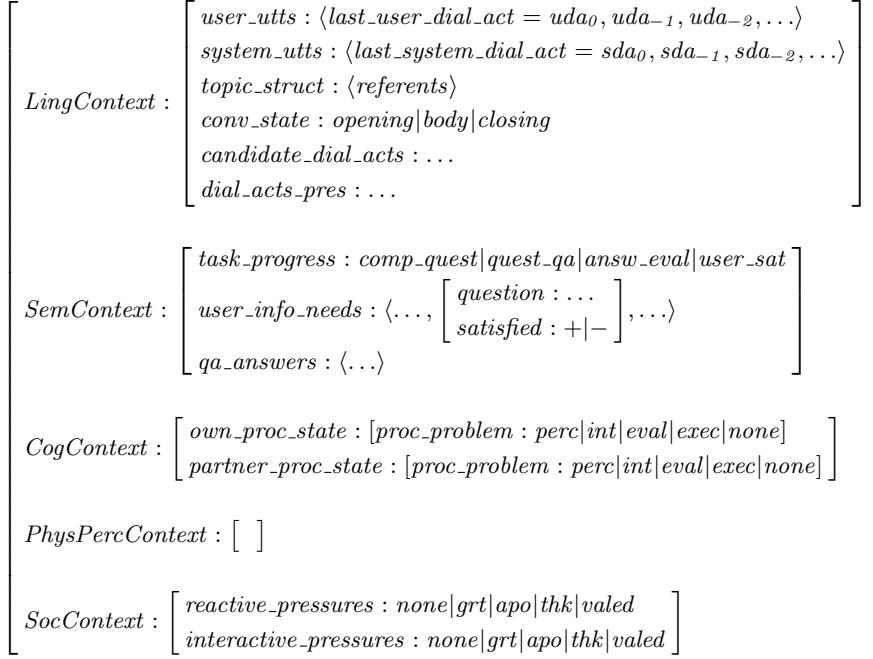 user_utts : ⟨last_user_dial_act = uda₀, uda₋₁, uda₋₂, ...⟩
system_utts : ⟨last_system_dial_act = sda₀, sda₋₁, sda₋₂, ...⟩
LingContext : topic_struct : ⟨referents⟩
conv_state : opening|body|closing
candidate_dial_acts : ...
dial_acts_pres : ...
task_progress : comp_quest|quest_qa|answ_eval|user_sat
SemContext : user_info_needs : ⟨..., [ question : ...
satisfied : +|− ], ...⟩
qa_answers : ⟨...⟩
CogContext : own_proc_state : [proc_problem : perc|int|eval|exec|none]
partner_proc_state : [proc_problem : perc|int|eval|exec|none]
PhysPercContext : [ ]
SocContext : reactive_pressures : none|grt|apo|thk|valed
interactive_pressures : none|grt|apo|thk|valed